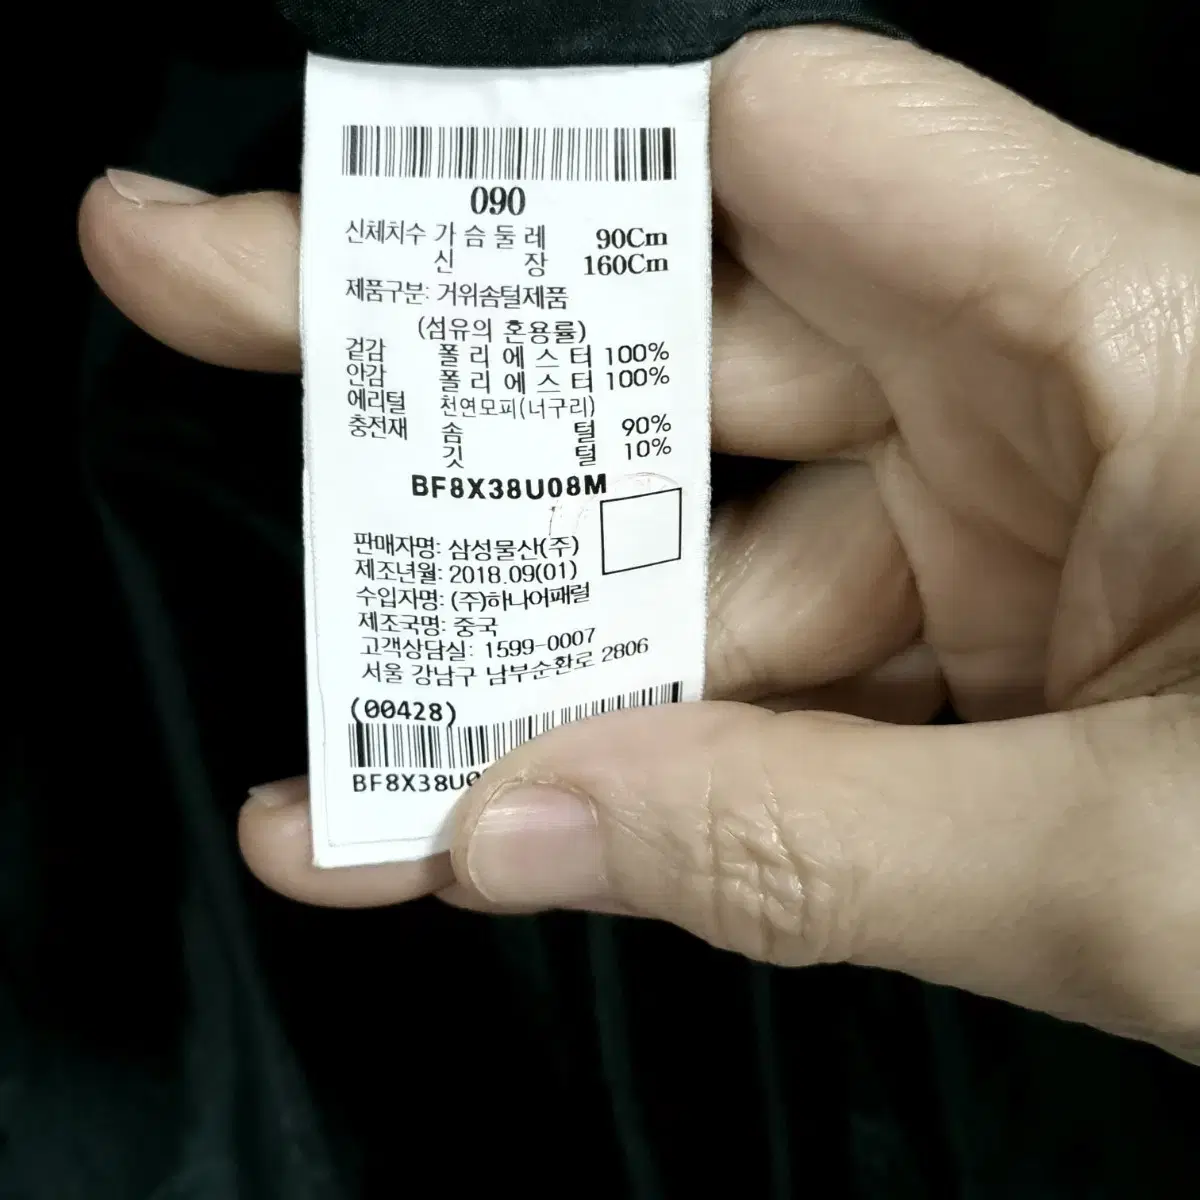 090
신체치수 가 슴 둘 레 90Cm
신 장 160Cm
제품구분: 거위솜털제품
(섬유의 혼용률)
겉감 폴 리 에 스 터 100%
안감 폴 리 에 스 터 100%
에리털 천연모피(너구리)
충전재 솜 털 90%
깃 털 10%
BF8X38U08M
판매자명: 삼성물산(주)
제조년월: 2018.09(01)
수입자명: (주)하나어패럴
제조국명: 중국
고객상담실: 1599-0007
서울 강남구 남부순환로 2806
(00428)
BF8X38U0